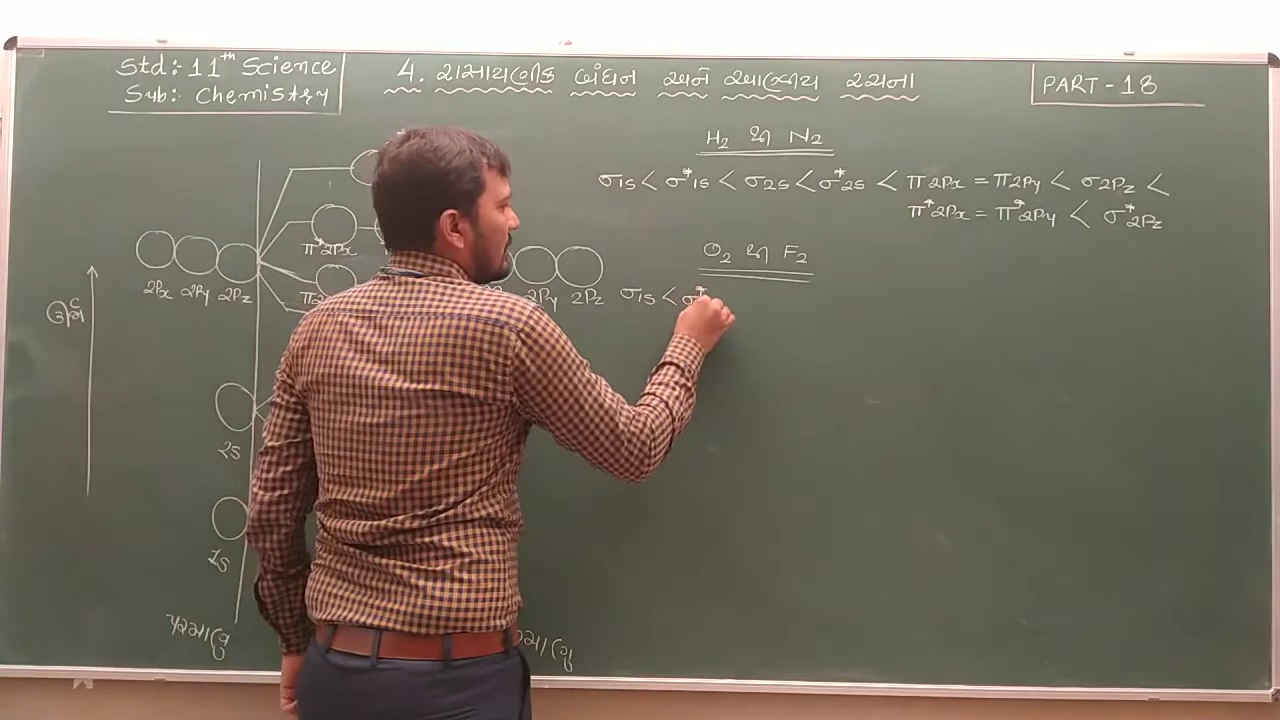 Std:- 11th Science
Sub:- Chemistry
4. રાસાયણીક બંધન અને આણ્વીય રચના
PART - 18
H₂ થી N₂
σ1s < σ*1s < σ2s < σ*2s < π2Px = π2Py < σ2Pz <
π*2Px = π*2Py < σ*2Pz
O₂ થી F₂
σ1s < σ*
π*2Px
2Px 2Py 2Pz
2Py 2Pz
ઊર્જા
2s
1s
પરમાણુ